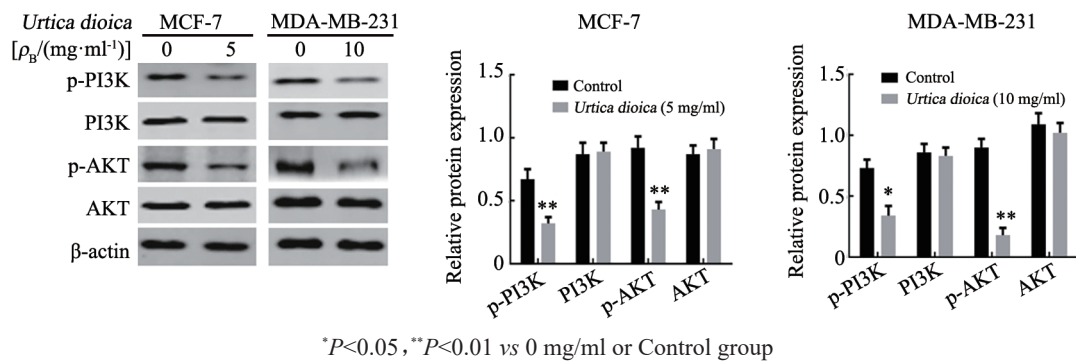 Urtica dioica MCF-7 MDA-MB-231
[ρB/(mg·ml-1)] 0 5 0 10
p-PI3K
PI3K
p-AKT
AKT
β-actin
MCF-7
Relative protein expression
1.5
1.0
0.5
0
Control
Urtica dioica (5 mg/ml)
**
**
p-PI3K PI3K p-AKT AKT
MDA-MB-231
Relative protein expression
1.5
1.0
0.5
0
Control
Urtica dioica (10 mg/ml)
*
**
p-PI3K PI3K p-AKT AKT
*P<0.05，**P<0.01 vs 0 mg/ml or Control group